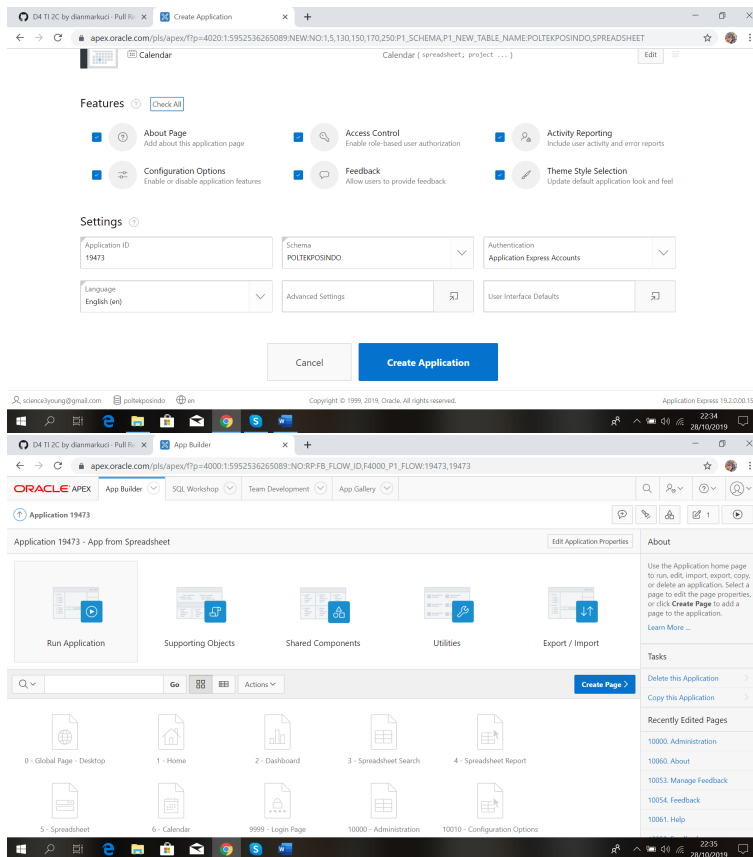 D4 TI 2C by dianmarkuci · Pull Re
Create Application
apex.oracle.com/pls/apex/f?p=4020:1:5952536265089:NEW:NO:1,5,130,150,170,250:P1_SCHEMA,P1_NEW_TABLE_NAME:POLTEKPOSINDO,SPREADSHEET
Calendar Calendar ( spreadsheet; project ... ) Edit
Features Check All
About Page Access Control Activity Reporting
Add about this application page Enable role-based user authorization Include user activity and error reports
Configuration Options Feedback Theme Style Selection
Enable or disable application features Allow users to provide feedback Update default application look and feel
Settings
Application ID Schema Authentication
19473 POLTEKPOSINDO Application Express Accounts
Language
English (en) Advanced Settings User Interface Defaults
Cancel Create Application
science3young@gmail.com poltekposindo en Copyright © 1999, 2019, Oracle. All rights reserved. Application Express 19.2.0.00.15
22:34
28/10/2019
D4 TI 2C by dianmarkuci · Pull Re
App Builder
apex.oracle.com/pls/apex/f?p=4000:1:5952536265089::NO:RP:FB_FLOW_ID,F4000_P1_FLOW:19473,19473
ORACLE APEX App Builder SQL Workshop Team Development App Gallery
Application 19473 1
Application 19473 - App from Spreadsheet Edit Application Properties About
Use the Application home page
to run, edit, import, export, copy,
or delete an application. Select a
page to edit the page properties,
or click Create Page to add a
page to the application.
Learn More ...
Run Application Supporting Objects Shared Components Utilities Export / Import
Tasks
Go Actions Create Page > Delete this Application
Copy this Application
Recently Edited Pages
10000. Administration
10060. About
0 - Global Page - Desktop 1 - Home 2 - Dashboard 3 - Spreadsheet Search 4 - Spreadsheet Report
10053. Manage Feedback
10054. Feedback
10061. Help
5 - Spreadsheet 6 - Calendar 9999 - Login Page 10000 - Administration 10010 - Configuration Options
22:35
28/10/2019